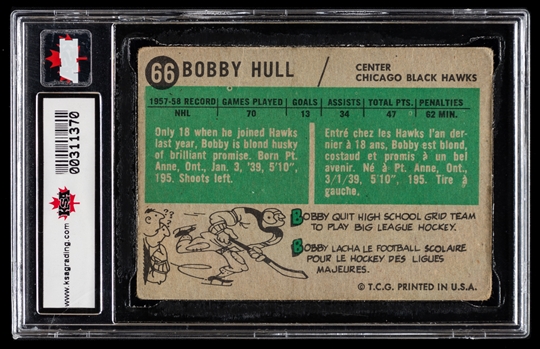 66 BOBBY HULL / CENTER
CHICAGO BLACK HAWKS
1957-58 RECORD GAMES PLAYED GOALS ASSISTS TOTAL PTS. PENALTIES
NHL 70 13 34 47 62 MIN.
Only 18 when he joined Hawks
last year, Bobby is blond husky
of brilliant promise. Born Pt.
Anne, Ont., Jan. 3, '39, 5'10",
195. Shoots left.
Entré chez les Hawks l'an der-
nier à 18 ans, Bobby est blond,
costaud et promis à un bel
avenir. Né à Pt. Anne, Ont.,
3/1/39, 5'10", 195. Tire à
gauche.
BOBBY QUIT HIGH SCHOOL GRID TEAM
TO PLAY BIG LEAGUE HOCKEY.
BOBBY LACHA LE FOOTBALL SCOLAIRE
POUR LE HOCKEY DES LIGUES
MAJEURES.
© T.C.G. PRINTED IN U.S.A.
00311370
KSA
www.ksagrading.com